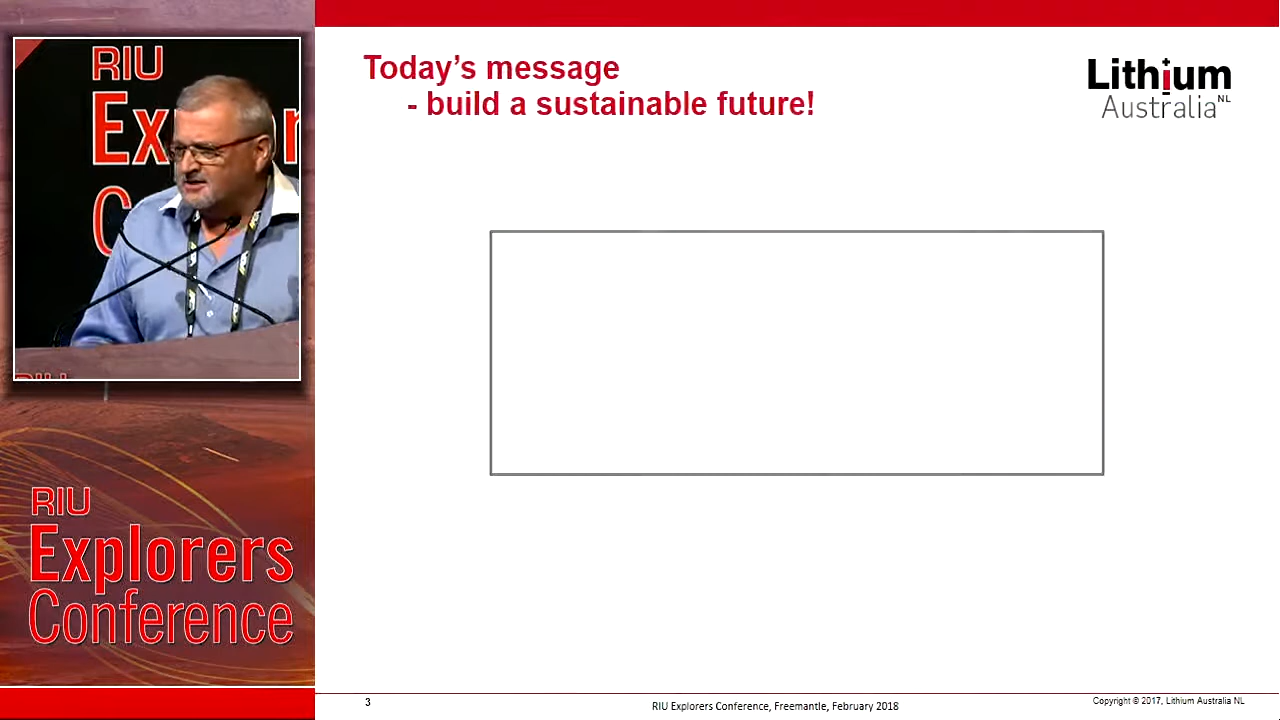 RIU
Ex
C
RIU
Explorers
Conference
Today's message
- build a sustainable future!
Lithium
Australia NL
3
RIU Explorers Conference, Freemantle, February 2018
Copyright © 2017, Lithium Australia NL